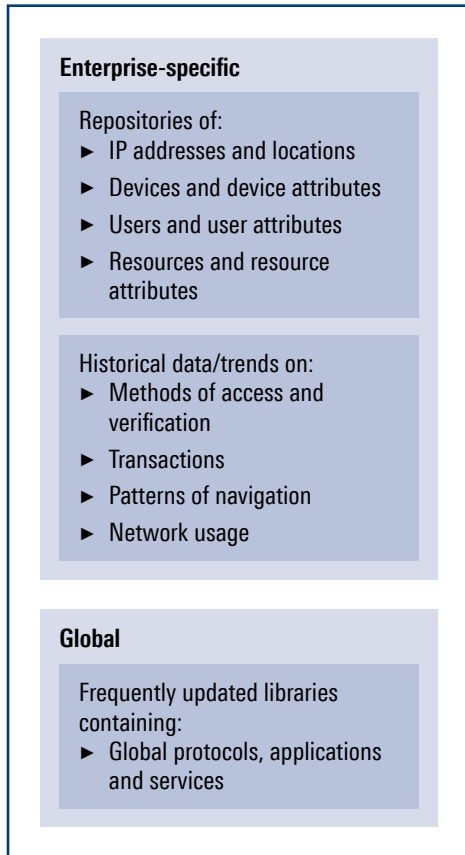 Enterprise-specific
Repositories of:
► IP addresses and locations
► Devices and device attributes
► Users and user attributes
► Resources and resource
attributes
Historical data/trends on:
► Methods of access and
verification
► Transactions
► Patterns of navigation
► Network usage
Global
Frequently updated libraries
containing:
► Global protocols, applications
and services